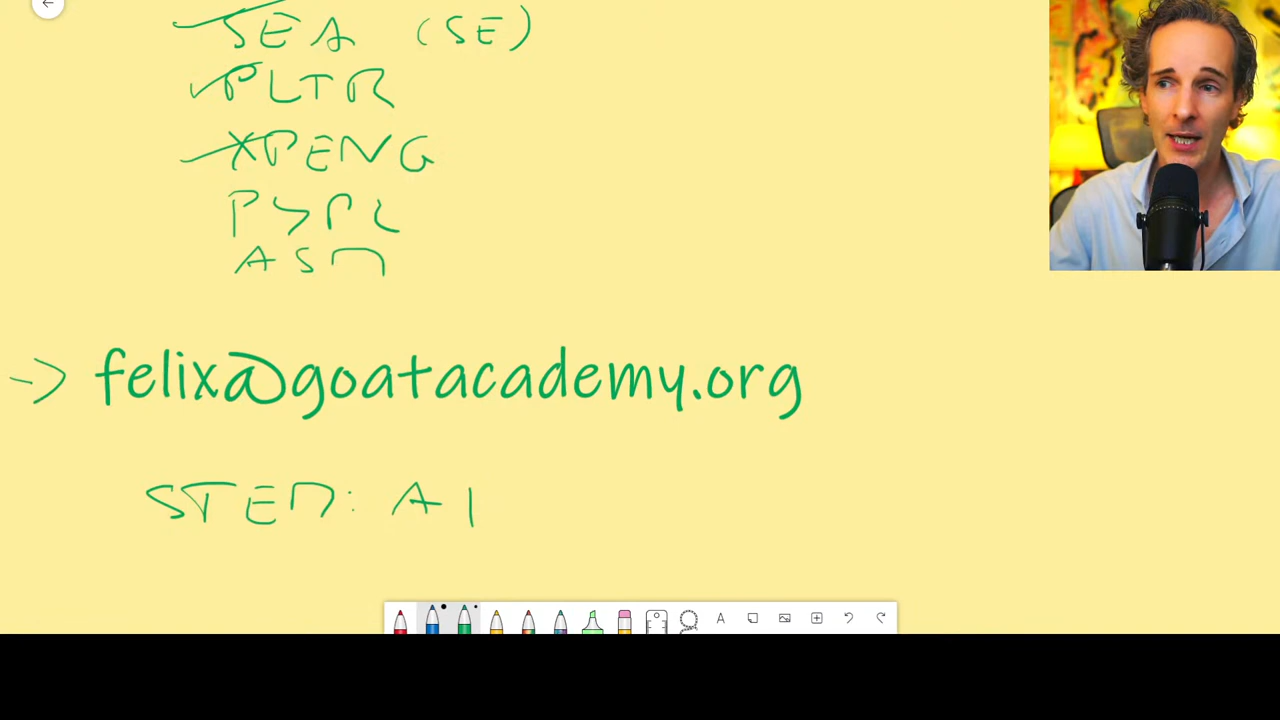 SEA (SE)
PLTR
XPENG
PYPL
ASM
-> felix@goatacademy.org
STEM: AI
A